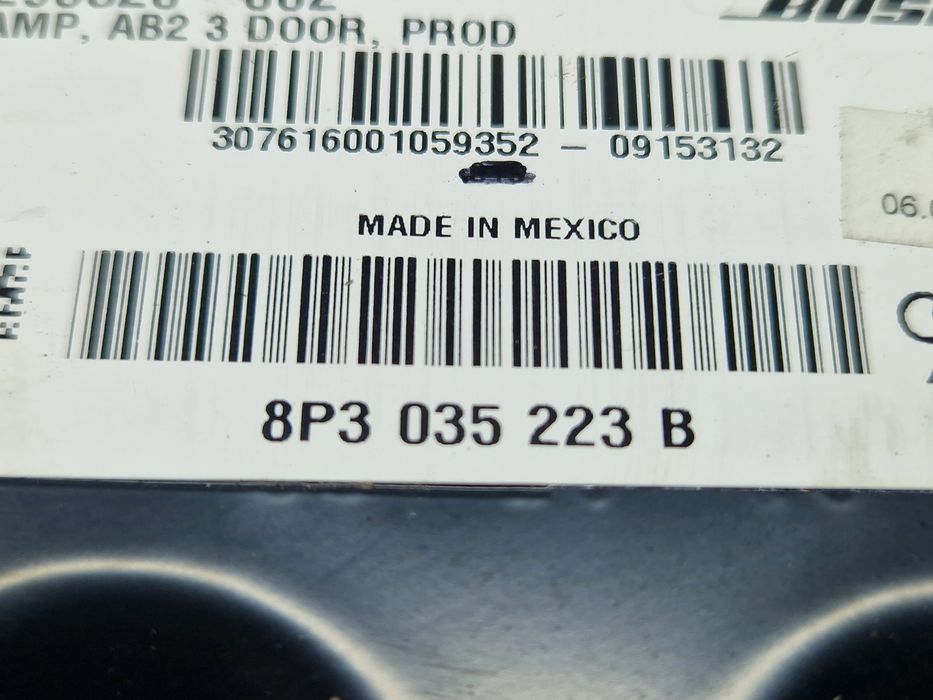 AMP, AB2 3 DOOR, PROD
307616001059352 - 09153132
MADE IN MEXICO
8P3 035 223 B